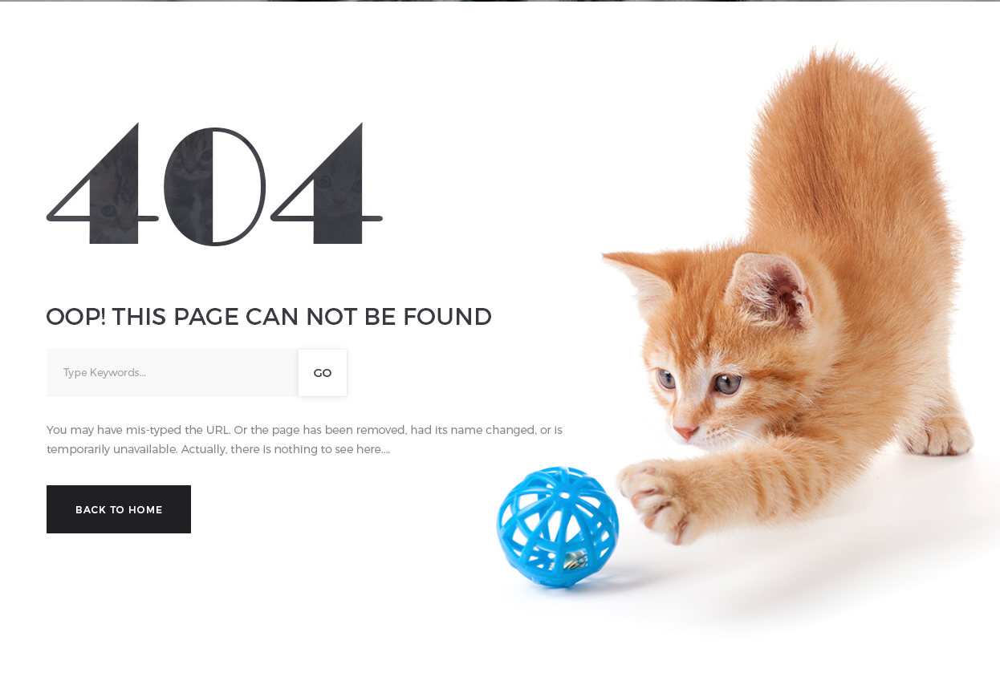 404
OOP! THIS PAGE CAN NOT BE FOUND
Type Keywords...
GO
You may have mis-typed the URL. Or the page has been removed, had its name changed, or is
temporarily unavailable. Actually, there is nothing to see here....
BACK TO HOME